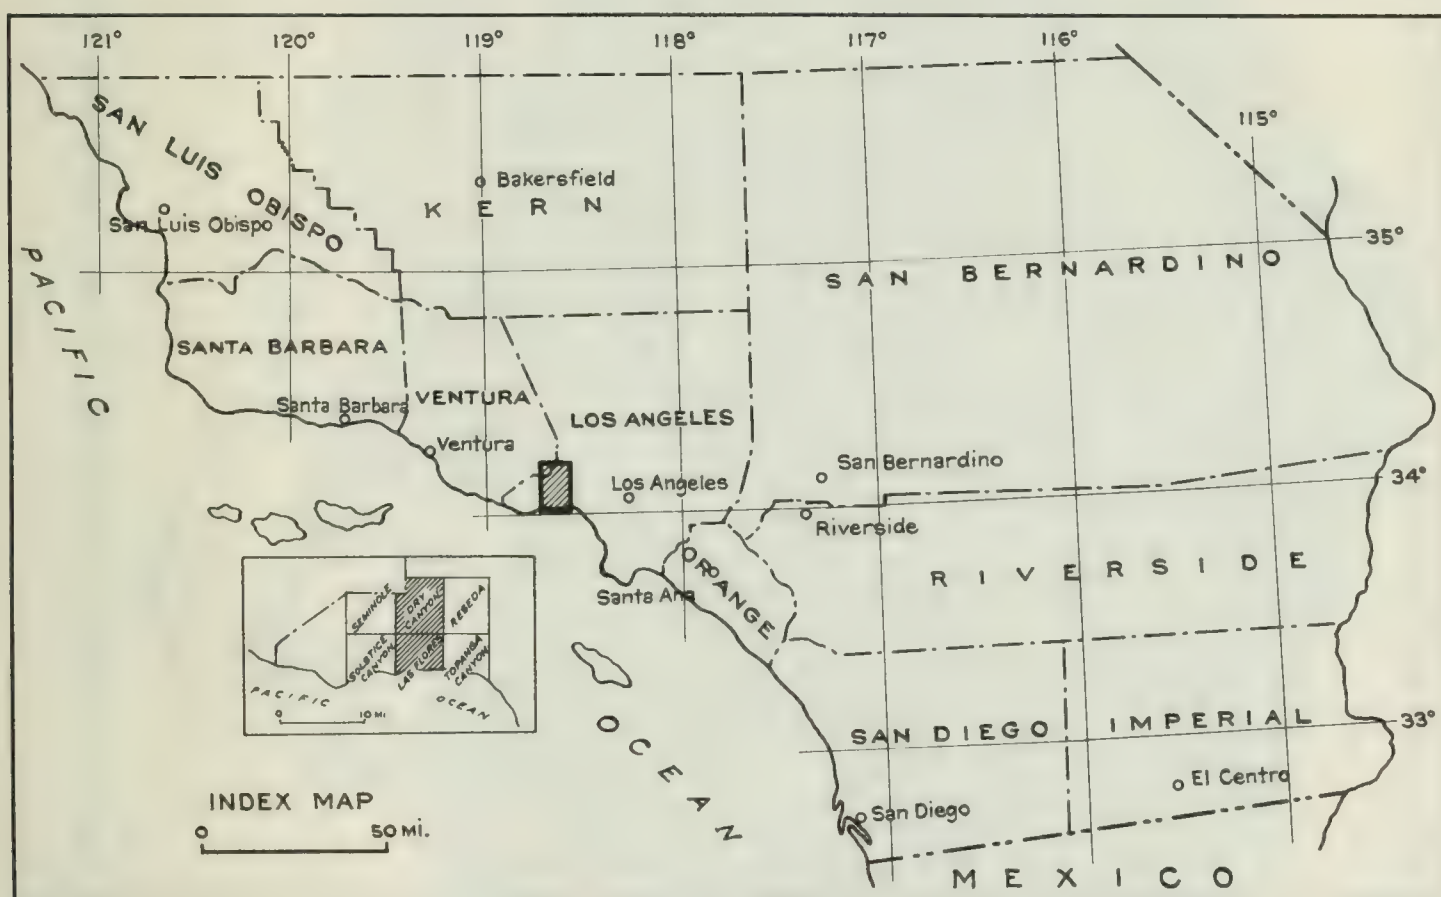 121°
120°
119°
118°
117°
116°
115°
SAN LUIS OBISPO
Bakersfield
KERN
San Luis Obispo
35°
PACIFIC
SAN BERNARDINO
SANTA BARBARA
VENTURA
Santa Barbara
LOS ANGELES
Ventura
San Bernardino
Los Angeles
34°
Riverside
ORANGE
RIVERSIDE
Santa Ana
SEMINOLE
DRY CANYON
RESEDA
SOLSTICE CANYON
LAS FLORES
TOPANGA CANYON
PACIFIC
OCEAN
0 10 MI
OCEAN
SAN DIEGO
IMPERIAL
33°
El Centro
INDEX MAP
0 50 MI.
San Diego
MEXICO